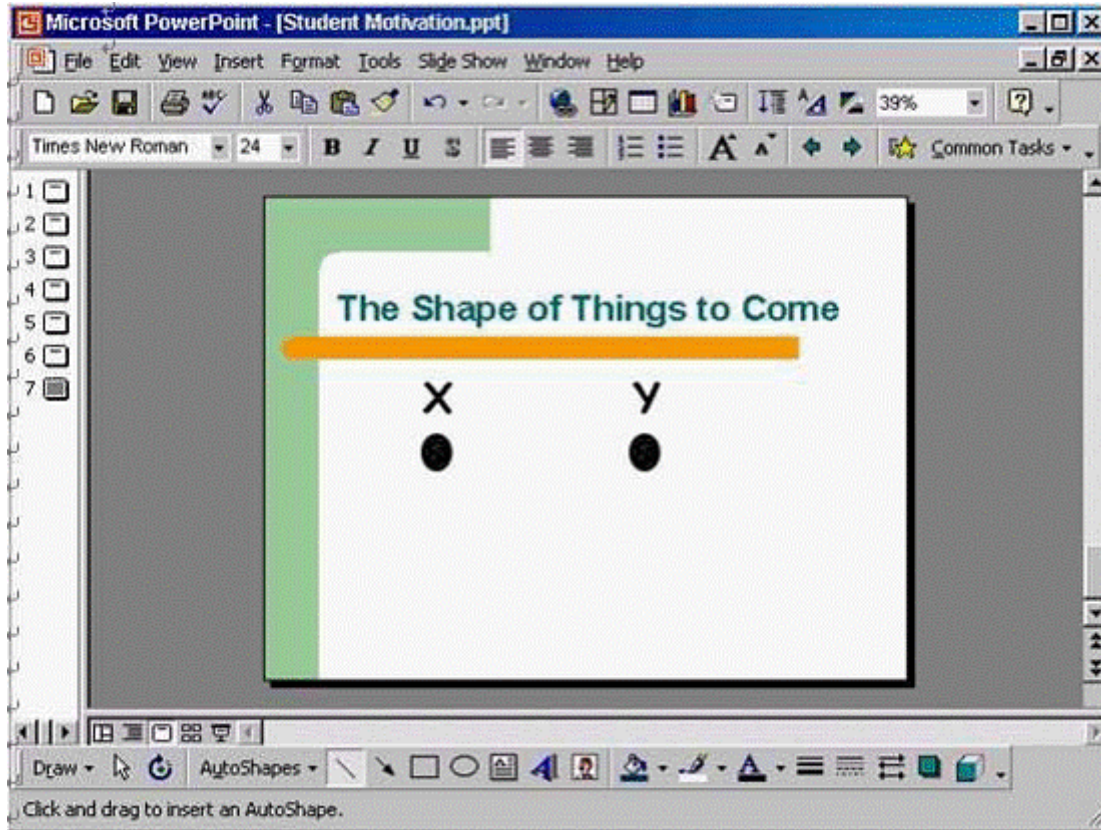 Microsoft PowerPoint - [Student Motivation.ppt]
File Edit View Insert Format Tools Slide Show Window Help
39%
Times New Roman 24 B I U S A A Common Tasks
1
2
3
4
5
6
7
The Shape of Things to Come
X Y
Draw AutoShapes A A
Click and drag to insert an AutoShape.